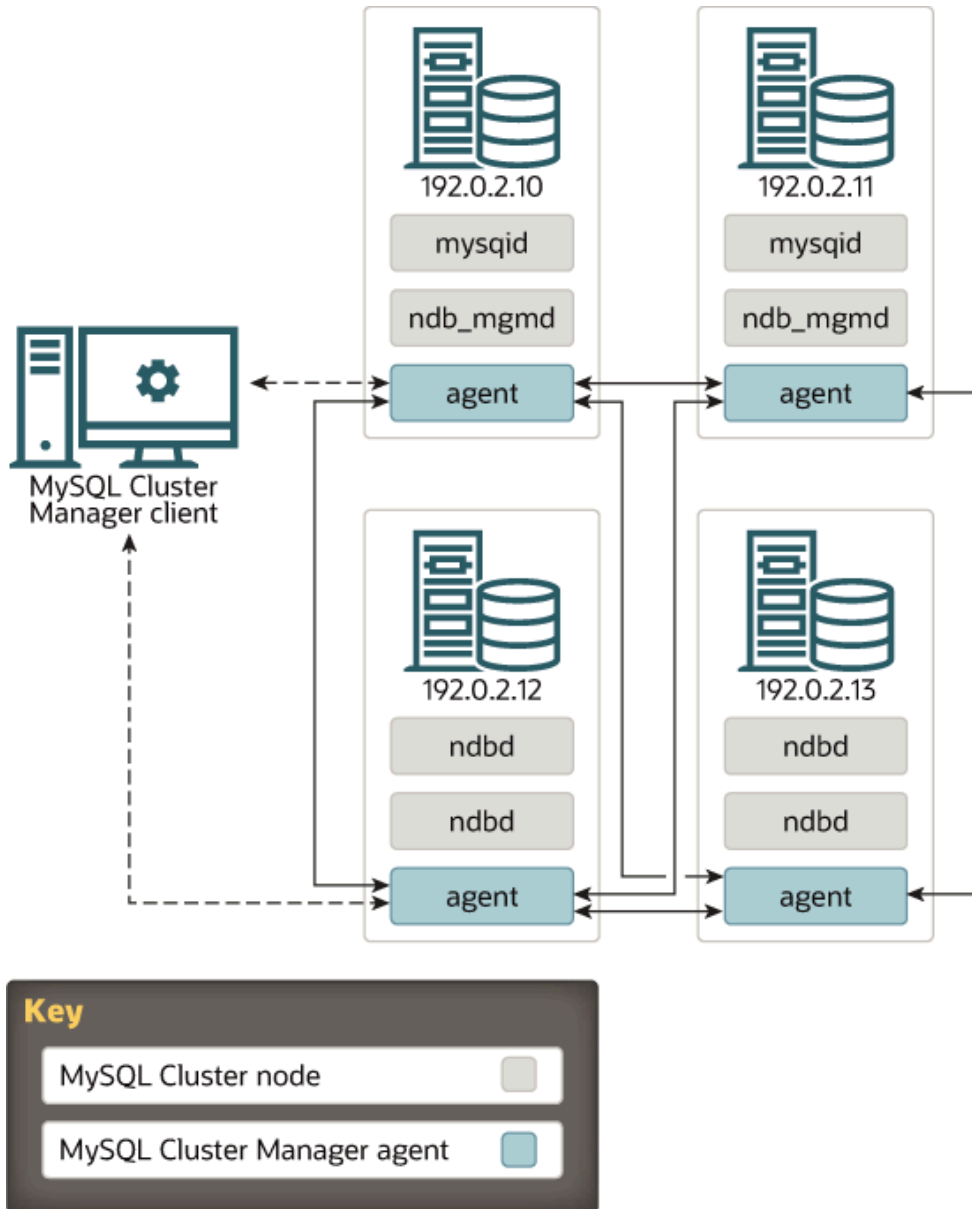 192.0.2.10
mysqid
ndb_mgmd
agent
192.0.2.11
mysqid
ndb_mgmd
agent
MySQL Cluster
Manager client
192.0.2.12
ndbd
ndbd
agent
192.0.2.13
ndbd
ndbd
agent
Key
MySQL Cluster node
MySQL Cluster Manager agent